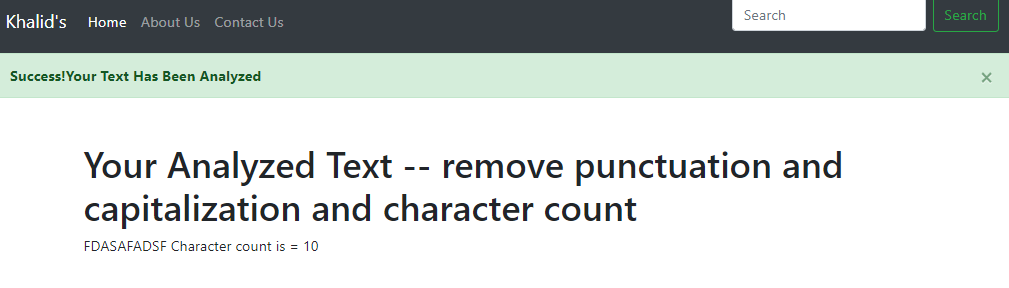 Khalid's Home About Us Contact Us Search Search
Success!Your Text Has Been Analyzed ×
Your Analyzed Text -- remove punctuation and
capitalization and character count
FDASAFADSF Character count is = 10